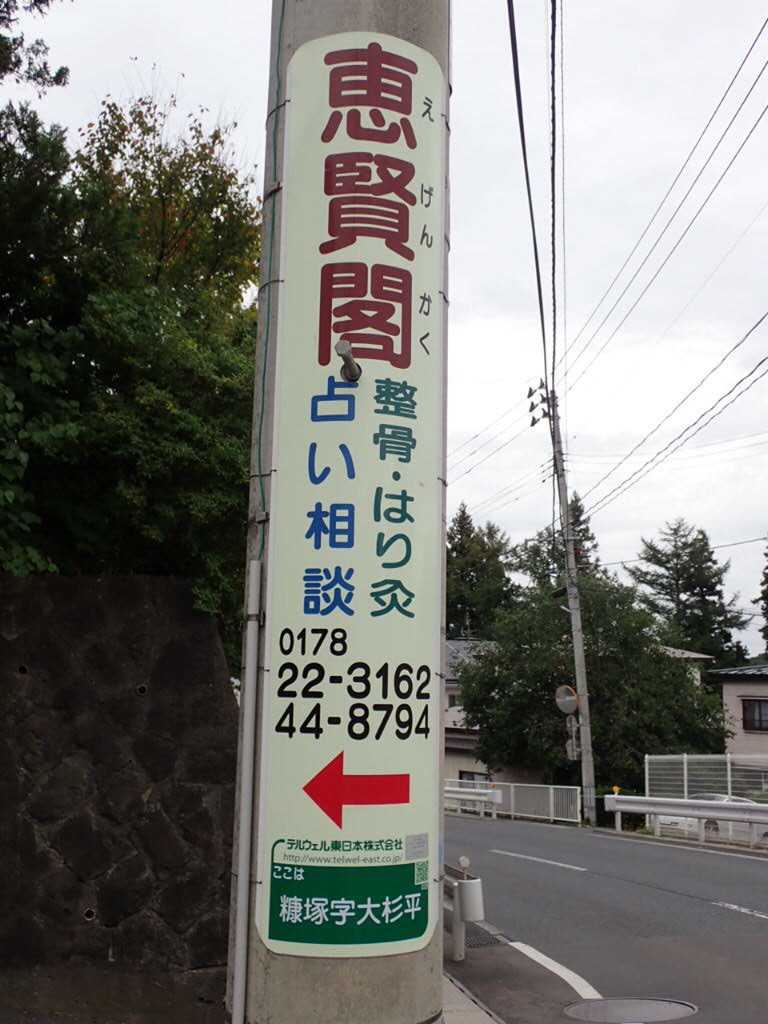 恵賢閣
えげんかく
整骨・はり灸
占い相談
0178
22-3162
44-8794
テルウェル東日本株式会社
http://www.telwel-east.co.jp/
ここは
糠塚字大杉平